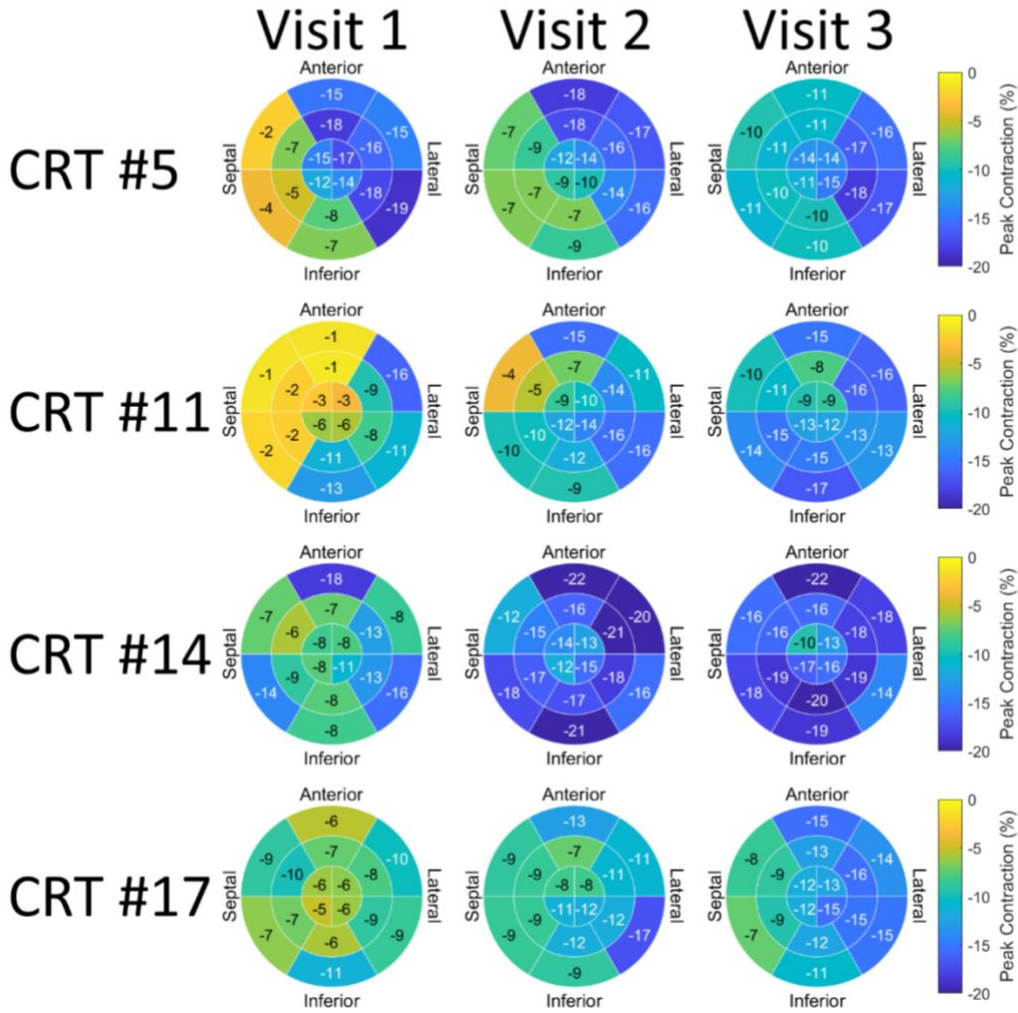 Visit 1 Visit 2 Visit 3
Anterior Anterior Anterior
CRT #5
Septal -15 -2 -15 -18 -7 -16 -15 -17 -12 -14 -5 -18 -4 -19 -8 -7 Lateral
Septal -18 -7 -17 -18 -9 -16 -12 -14 -9 -10 -7 -14 -7 -16 -7 -9 Lateral
Septal -11 -10 -16 -11 -11 -17 -14 -14 -11 -15 -10 -18 -11 -17 -10 -10 Lateral
0 -5 -10 -15 -20 Peak Contraction (%)
Inferior Inferior Inferior
Anterior Anterior Anterior
CRT #11
Septal -1 -1 -16 -1 -2 -9 -3 -3 -6 -6 -2 -8 -2 -11 -11 -13 Lateral
Septal -15 -4 -11 -7 -5 -14 -9 -10 -12 -14 -10 -16 -10 -16 -12 -9 Lateral
Septal -15 -10 -16 -8 -11 -16 -9 -9 -13 -12 -15 -13 -14 -13 -15 -17 Lateral
0 -5 -10 -15 -20 Peak Contraction (%)
Inferior Inferior Inferior
Anterior Anterior Anterior
CRT #14
Septal -18 -7 -8 -7 -6 -13 -8 -8 -8 -11 -9 -13 -14 -16 -8 -8 Lateral
Septal -22 -12 -20 -16 -15 -21 -14 -13 -12 -15 -17 -18 -18 -16 -17 -21 Lateral
Septal -22 -16 -18 -16 -16 -18 -10 -13 -17 -16 -19 -19 -18 -14 -20 -19 Lateral
0 -5 -10 -15 -20 Peak Contraction (%)
Inferior Inferior Inferior
Anterior Anterior Anterior
CRT #17
Septal -6 -9 -10 -7 -10 -8 -6 -6 -5 -6 -7 -9 -7 -9 -6 -11 Lateral
Septal -13 -9 -11 -7 -9 -11 -8 -8 -11 -12 -9 -12 -9 -17 -12 -9 Lateral
Septal -15 -8 -14 -13 -9 -16 -12 -13 -12 -15 -9 -15 -7 -15 -12 -11 Lateral
0 -5 -10 -15 -20 Peak Contraction (%)
Inferior Inferior Inferior